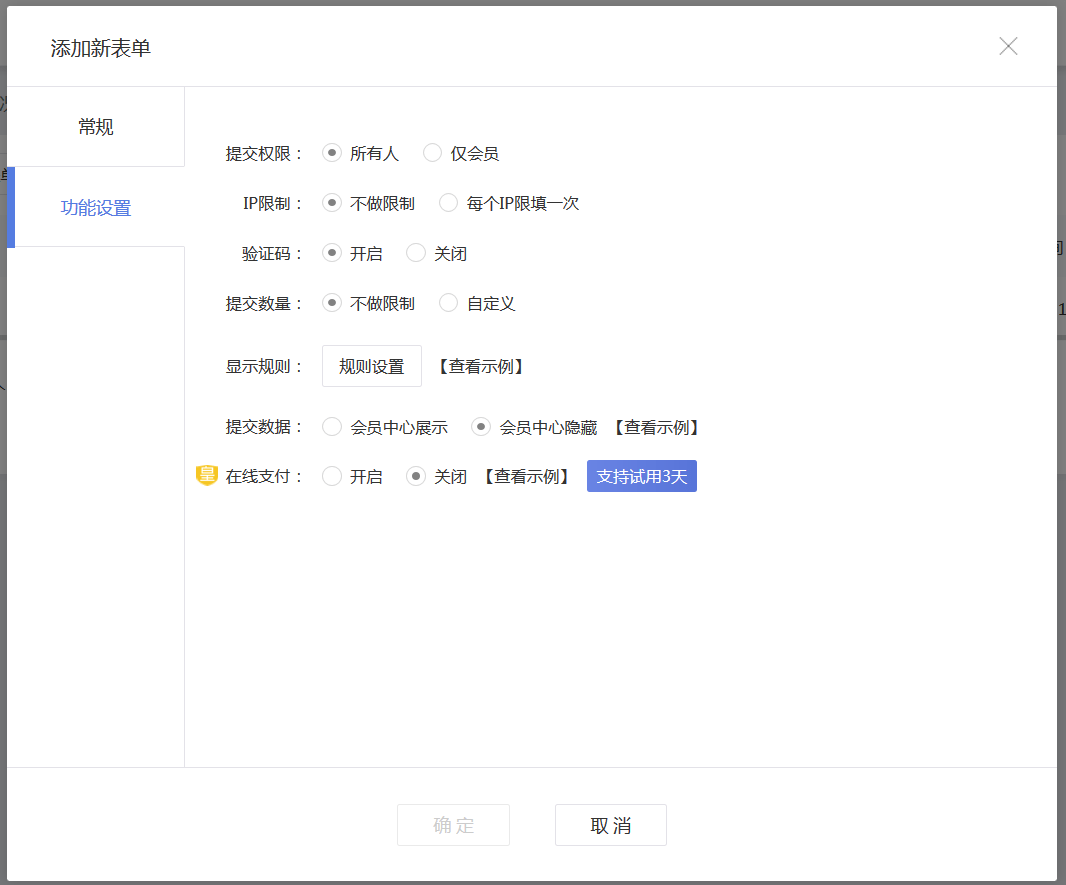 添加新表单
常规
功能设置
提交权限： 所有人 仅会员
IP限制： 不做限制 每个IP限填一次
验证码： 开启 关闭
提交数量： 不做限制 自定义
显示规则： 规则设置 【查看示例】
提交数据： 会员中心展示 会员中心隐藏 【查看示例】
皇 在线支付： 开启 关闭 【查看示例】 支持试用3天
确定 取消